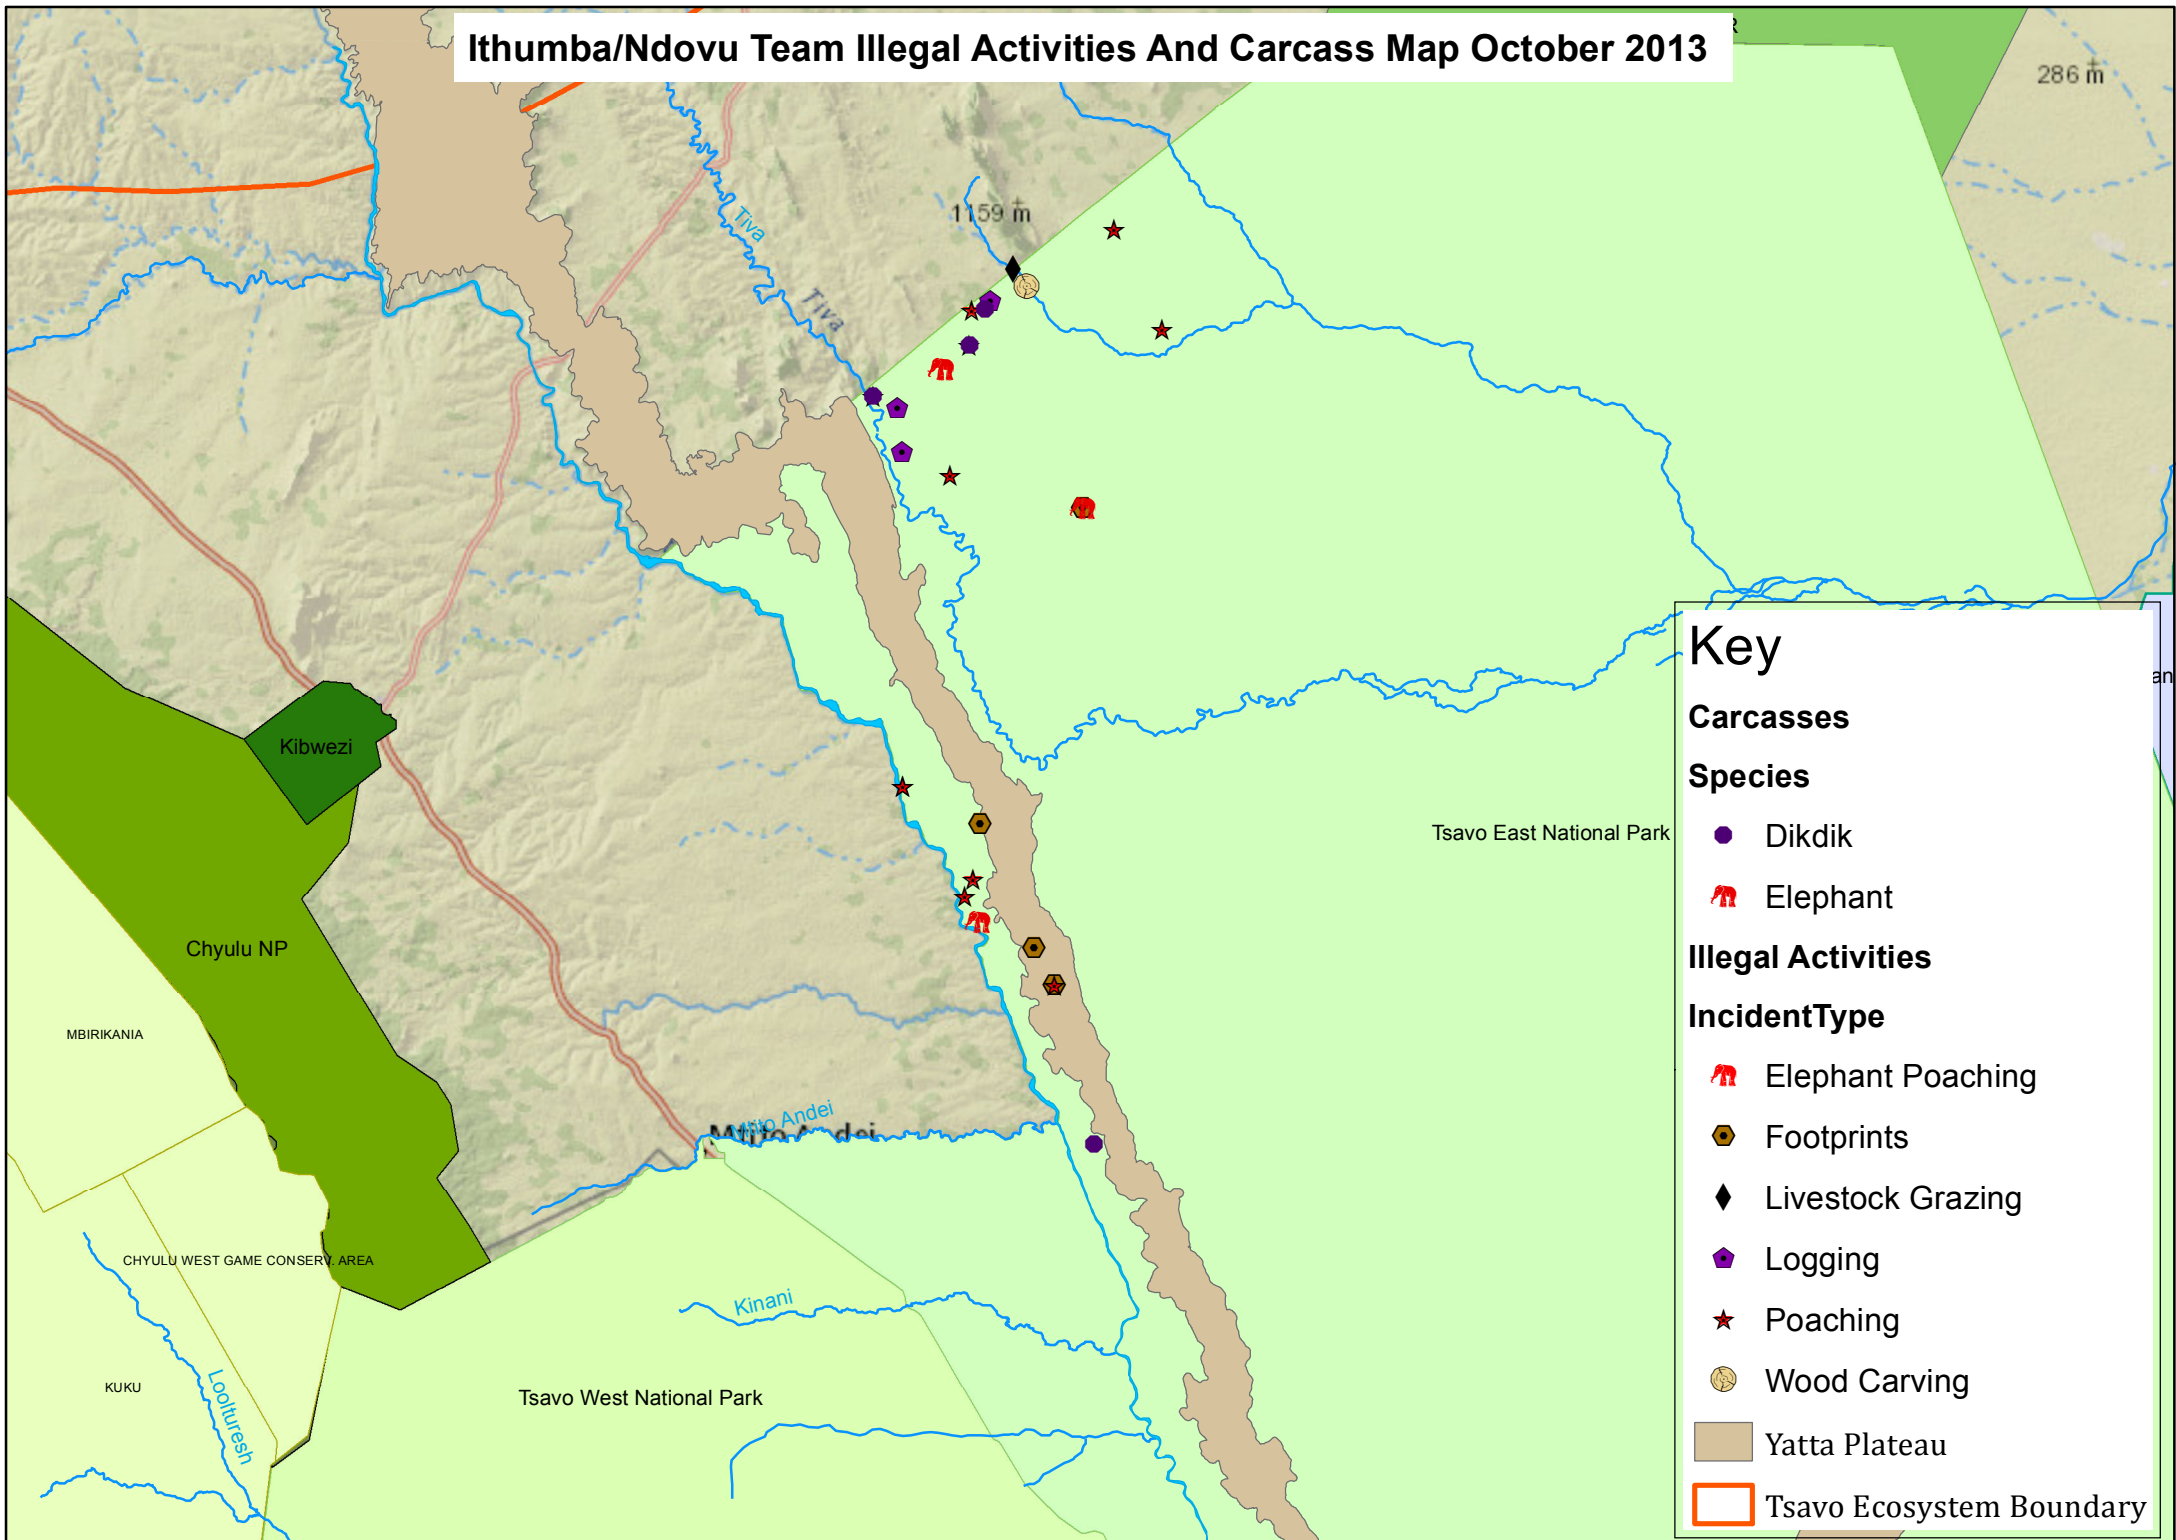 Ithumba/Ndovu Team Illegal Activities And Carcass Map October 2013
R
286 m
1159 m
Tiva
Tiva
Kibwezi
Chyulu NP
MBIRIKANIA
CHYULU WEST GAME CONSERV. AREA
KUKU
Loolturesh
Mtito Andei
Mtito Andei
Kinani
Tsavo West National Park
Tsavo East National Park
an
Key
Carcasses
Species
Dikdik
Elephant
Illegal Activities
IncidentType
Elephant Poaching
Footprints
Livestock Grazing
Logging
Poaching
Wood Carving
Yatta Plateau
Tsavo Ecosystem Boundary